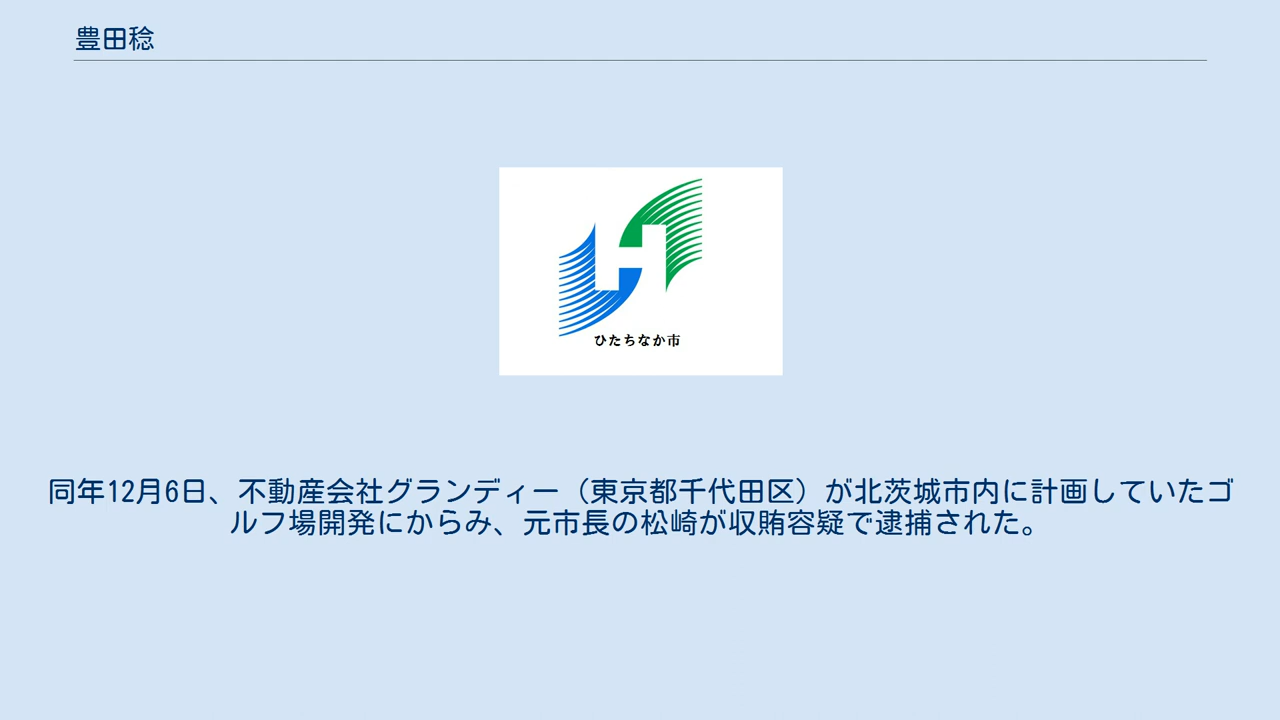 豊田稔
ひたちなか市
同年12月6日、不動産会社グランディー（東京都千代田区）が北茨城市内に計画していたゴ
ルフ場開発にからみ、元市長の松崎が収賄容疑で逮捕された。